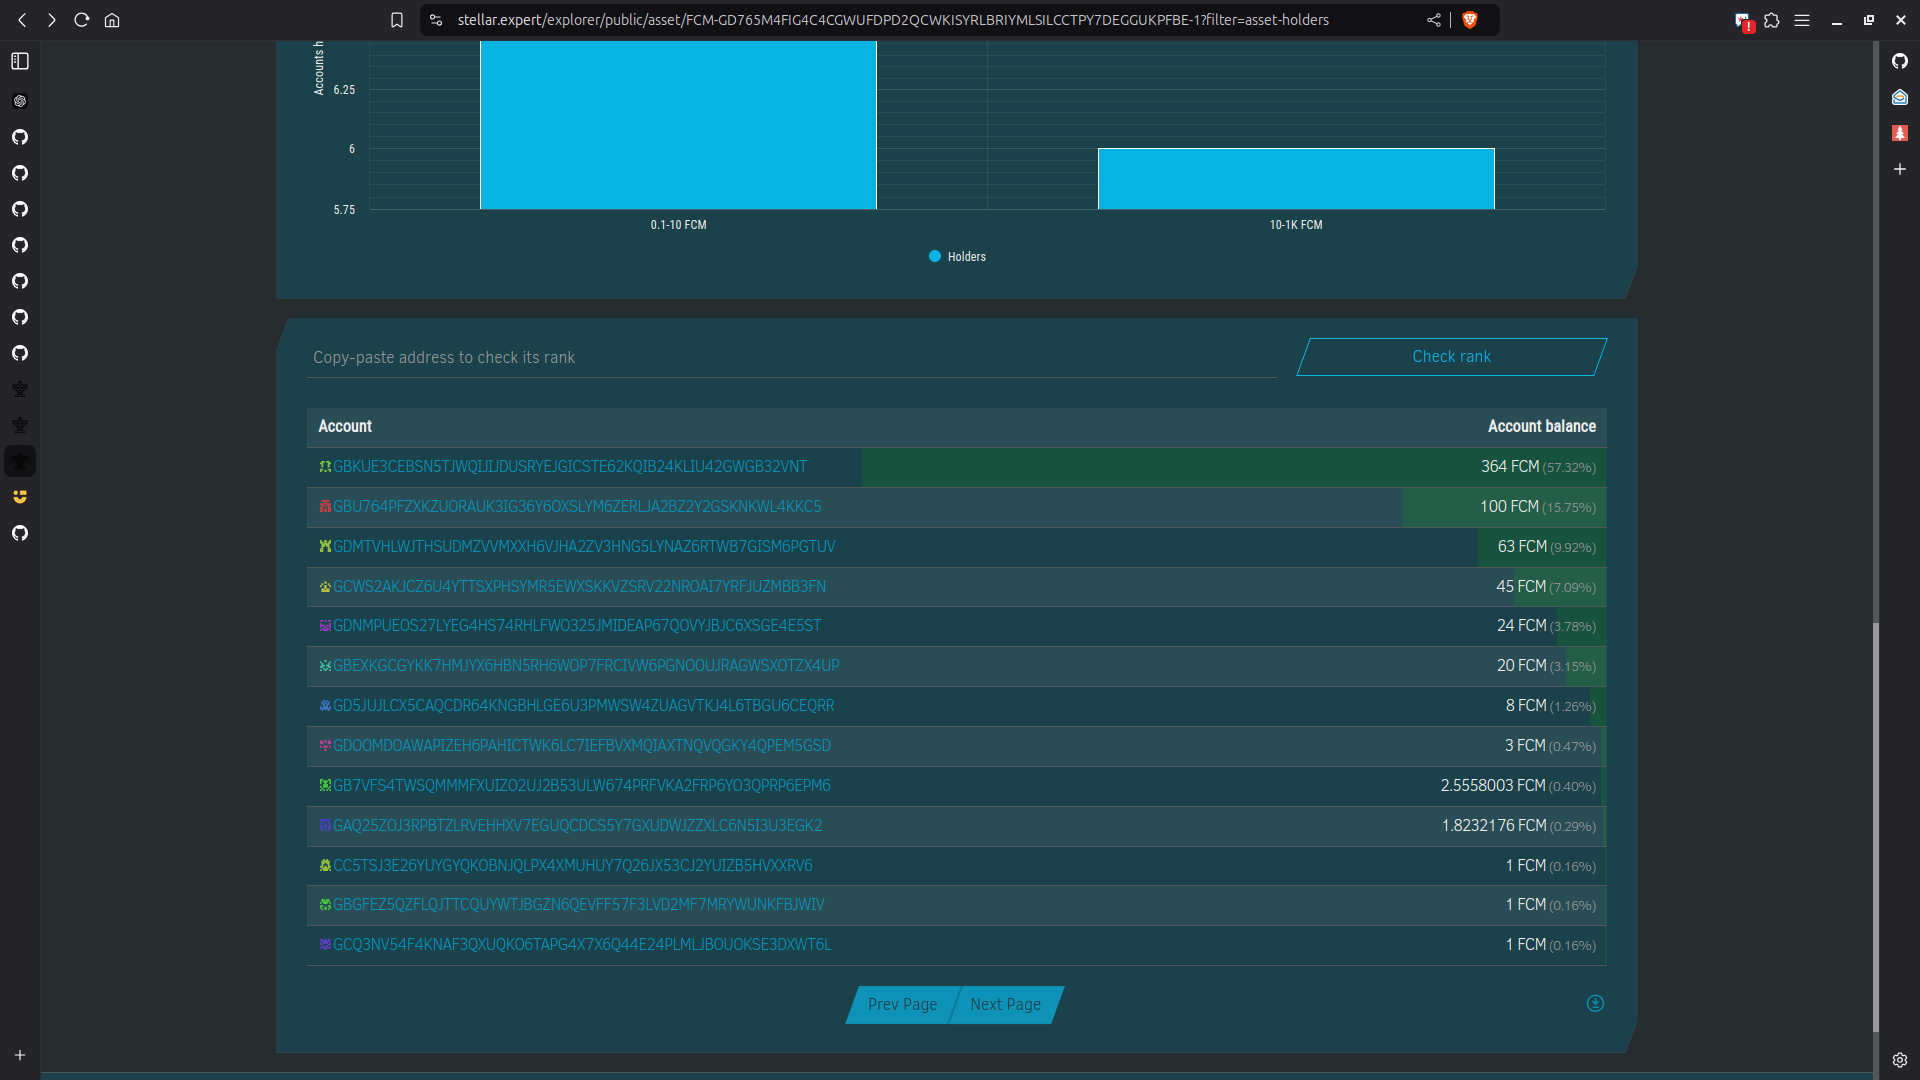 stellar.expert/explorer/public/asset/FCM-GD765M4FIG4C4CGWUFDPD2QCWKISYRLBRIYMLSILCCTPY7DEGGUKPFBE-1?filter=asset-holders
Accounts h
6.25
6
5.75
0.1-10 FCM
10-1K FCM
Holders
Copy-paste address to check its rank
Check rank
Account
Account balance
GBKUE3CEBSN5TJWQIJIJDUSRYEJGICSTE62KQIB24KLIU42GWGB32VNT
364 FCM (57.32%)
GBU764PFZXKZUORAUK3IG36Y6OXSLYM6ZERLJA2BZ2Y2GSKNKWL4KKC5
100 FCM (15.75%)
GDMTVHLWJTHSUDMZVVMXXH6VJHA2ZV3HNG5LYNAZ6RTWB7GISM6PGTUV
63 FCM (9.92%)
GCWS2AKJCZ6U4YTTSXPHSYMR5EWXSKKVZSRV22NROAI7YRFJUZMBB3FN
45 FCM (7.09%)
GDNMPUEOS27LYEG4HS74RHLFWO325JMIDEAP67QOVYJBJC6XSGE4E5ST
24 FCM (3.78%)
GBEXKGCGYKK7HMJYX6HBN5RH6WOP7FRCIVW6PGNOOUJRAGWSXOTZX4UP
20 FCM (3.15%)
GD5JUJLCX5CAQCDR64KNGBHLGE6U3PMWSW4ZUAGVTKJ4L6TBGU6CEQRR
8 FCM (1.26%)
GDOOMDOAWAPIZEH6PAHICTWK6LC7IEFBVXMQIAXTNQVQGKY4QPEM5GSD
3 FCM (0.47%)
GB7VFS4TWSQMMMFXUIZO2UJ2B53ULW674PRFVKA2FRP6YO3QPRP6EPM6
2.5558003 FCM (0.40%)
GAQ25ZOJ3RPBTZLRVEHHXV7EGUQCDCS5Y7GXUDWJZZXLC6N5I3U3EGK2
1.8232176 FCM (0.29%)
CC5TSJ3E26YUYGYQKOBNJQLPX4XMUHUY7Q26JX53CJ2YUIZB5HVXXRV6
1 FCM (0.16%)
GBGFEZ5QZFLQJTTCQUYWTJBGZN6QEVFF57F3LVD2MF7MRYWUNKFBJWIV
1 FCM (0.16%)
GCQ3NV54F4KNAF3QXUQKO6TAPG4X7X6Q44E24PLMLJBOUOKSE3DXWT6L
1 FCM (0.16%)
Prev Page
Next Page